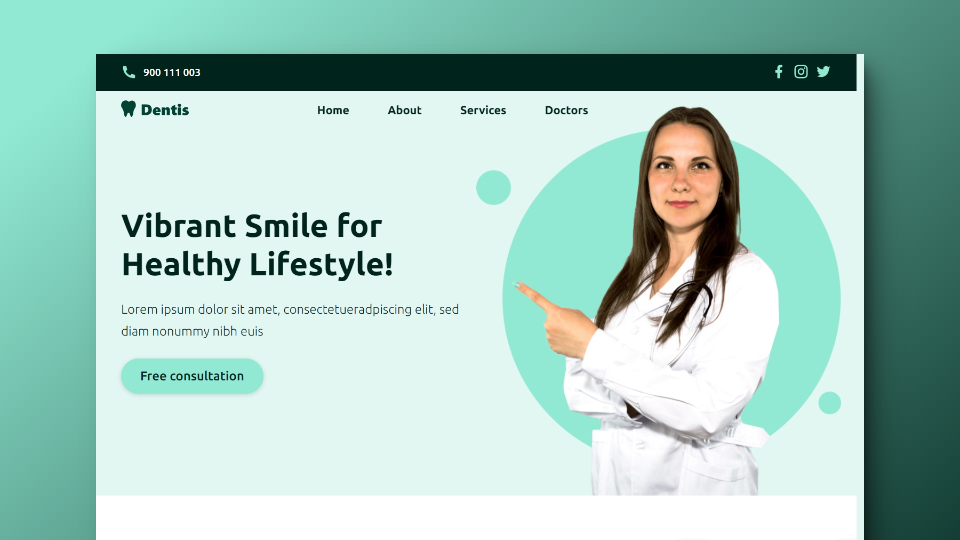 900 111 003
Dentis
Home About Services Doctors
Vibrant Smile for
Healthy Lifestyle!
Lorem ipsum dolor sit amet, consectetueradpiscing elit, sed
diam nonummy nibh euis
Free consultation